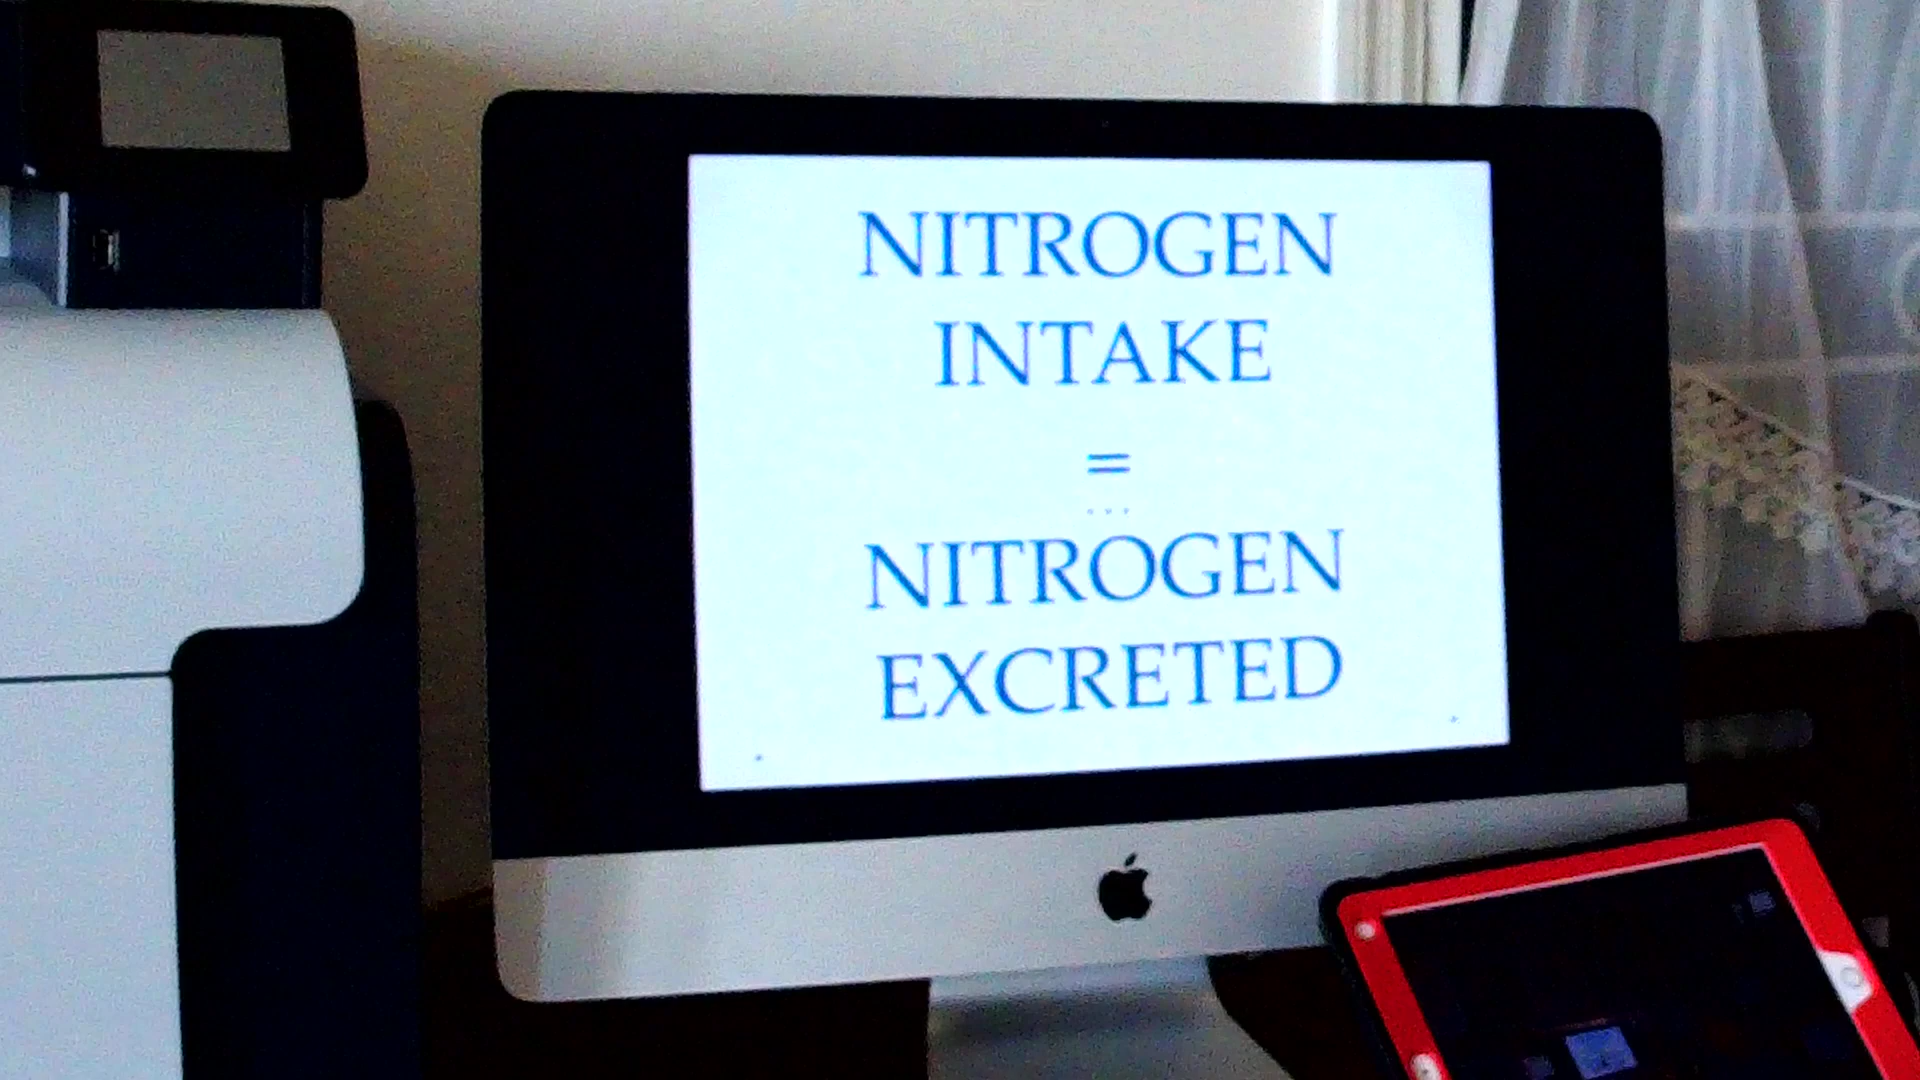 NITROGEN
INTAKE
=
...
NITROGEN
EXCRETED